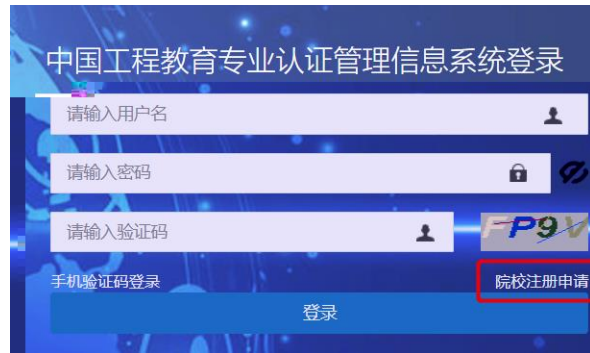 中国工程教育专业认证管理信息系统登录
请输入用户名
请输入密码
请输入验证码
FP9V
手机验证码登录
院校注册申请
登录